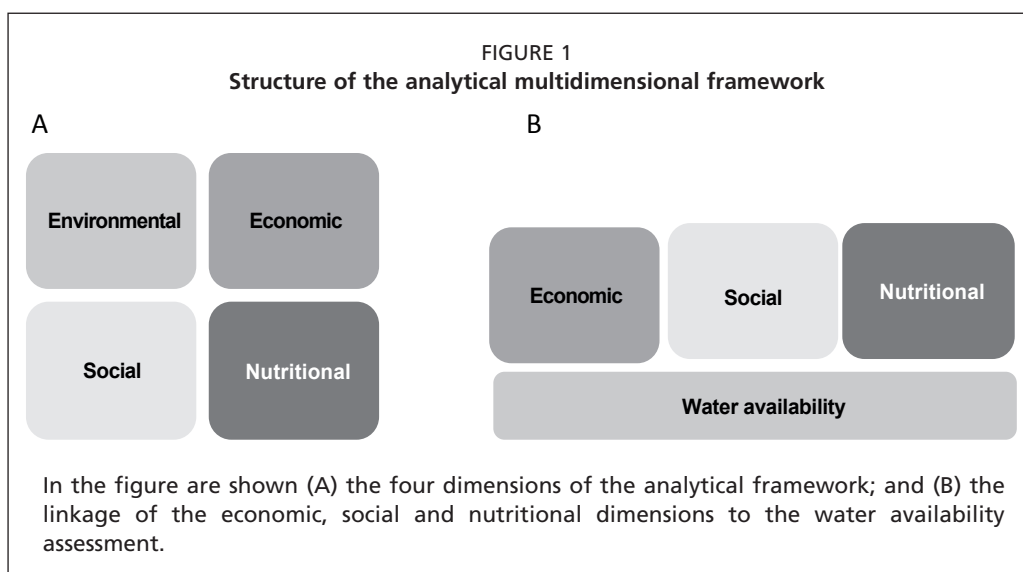 FIGURE 1
Structure of the analytical multidimensional framework
A
B
Environmental
Economic
Social
Nutritional
Economic
Social
Nutritional
Water availability
In the figure are shown (A) the four dimensions of the analytical framework; and (B) the
linkage of the economic, social and nutritional dimensions to the water availability
assessment.